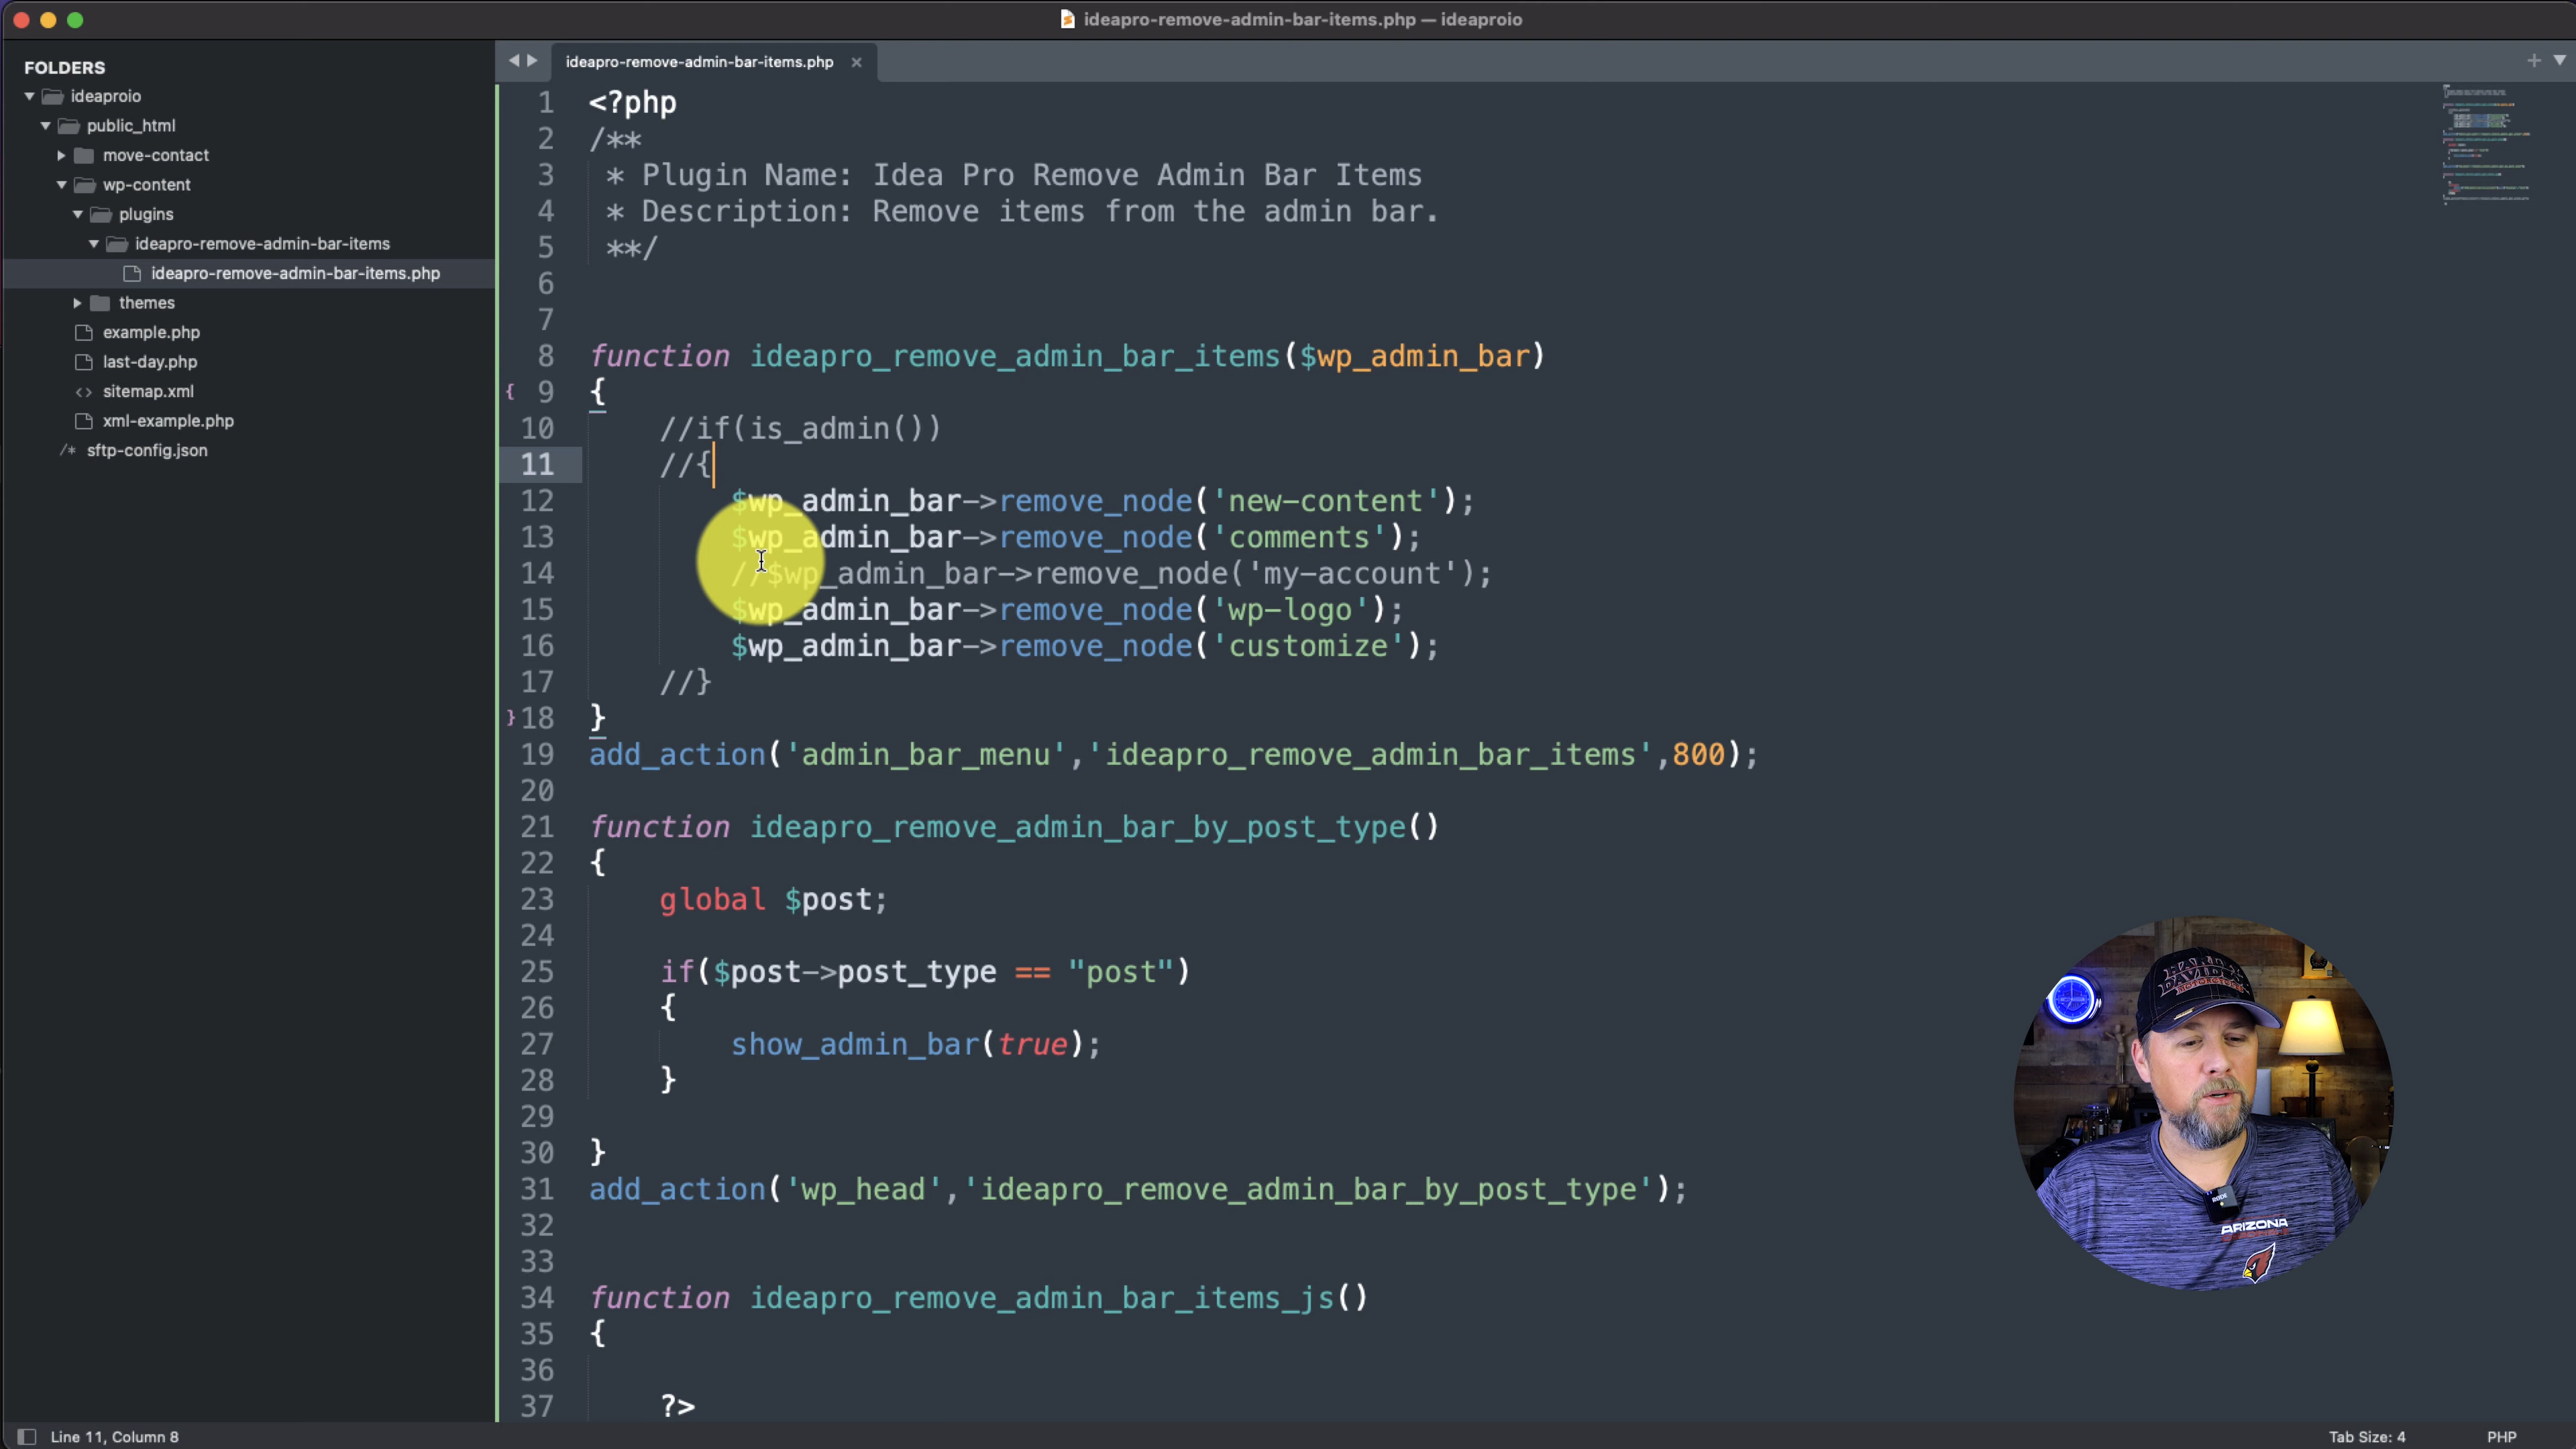 ideapro-remove-admin-bar-items.php — ideaproio
FOLDERS
ideaproio
public_html
move-contact
wp-content
plugins
ideapro-remove-admin-bar-items
ideapro-remove-admin-bar-items.php
themes
example.php
last-day.php
<> sitemap.xml
xml-example.php
/* sftp-config.json
ideapro-remove-admin-bar-items.php ×
1 <?php
2 /**
3  * Plugin Name: Idea Pro Remove Admin Bar Items
4  * Description: Remove items from the admin bar.
5  **/
6
7
8 function ideapro_remove_admin_bar_items($wp_admin_bar)
{ 9 {
10     //if(is_admin())
11     //{
12         $wp_admin_bar->remove_node('new-content');
13         $wp_admin_bar->remove_node('comments');
14         //$wp_admin_bar->remove_node('my-account');
15         $wp_admin_bar->remove_node('wp-logo');
16         $wp_admin_bar->remove_node('customize');
17     //}
} 18 }
19 add_action('admin_bar_menu','ideapro_remove_admin_bar_items',800);
20
21 function ideapro_remove_admin_bar_by_post_type()
22 {
23     global $post;
24
25     if($post->post_type == "post")
26     {
27         show_admin_bar(true);
28     }
29
30 }
31 add_action('wp_head','ideapro_remove_admin_bar_by_post_type');
32
33
34 function ideapro_remove_admin_bar_items_js()
35 {
36
37     ?>
ARIZONA
Line 11, Column 8
Tab Size: 4
PHP